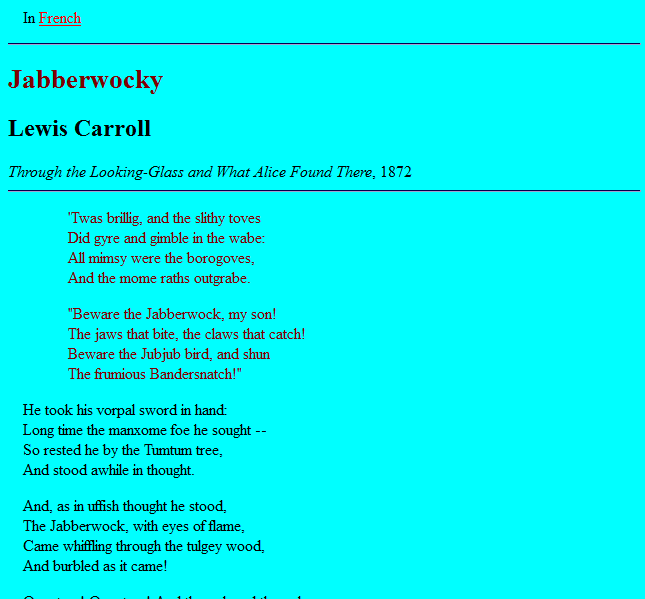 In French
Jabberwocky
Lewis Carroll
Through the Looking-Glass and What Alice Found There, 1872
'Twas brillig, and the slithy toves
Did gyre and gimble in the wabe:
All mimsy were the borogoves,
And the mome raths outgrabe.
"Beware the Jabberwock, my son!
The jaws that bite, the claws that catch!
Beware the Jubjub bird, and shun
The frumious Bandersnatch!"
He took his vorpal sword in hand:
Long time the manxome foe he sought --
So rested he by the Tumtum tree,
And stood awhile in thought.
And, as in uffish thought he stood,
The Jabberwock, with eyes of flame,
Came whiffling through the tulgey wood,
And burbled as it came!